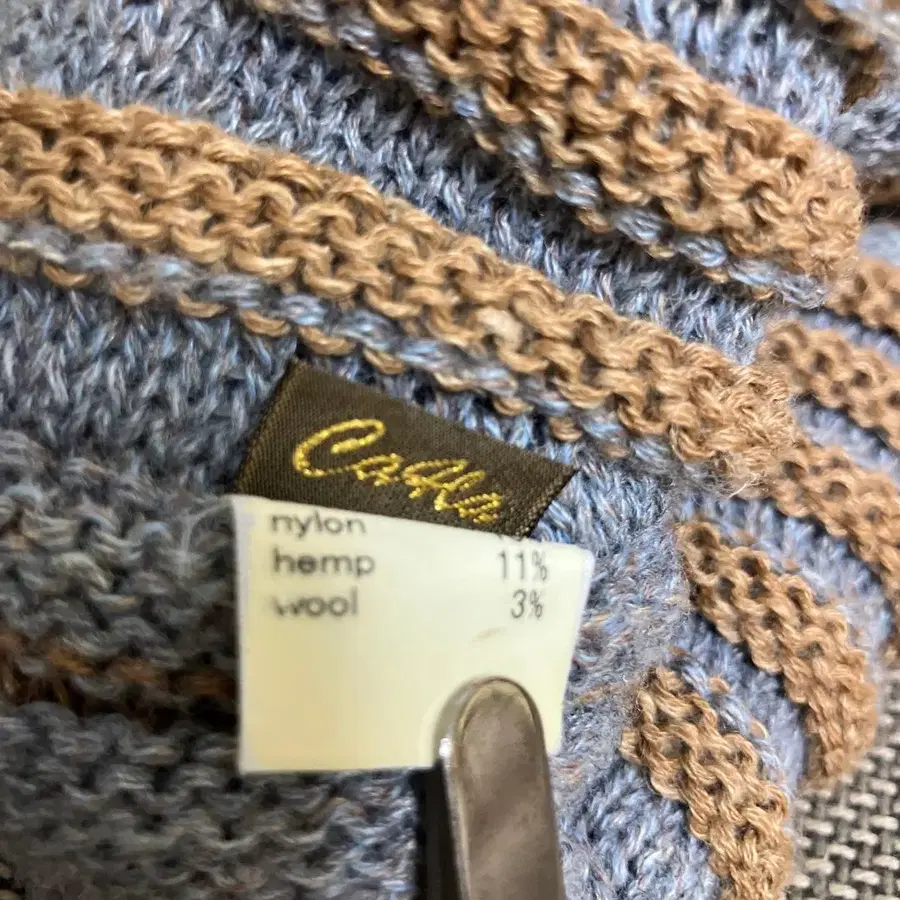 nylon
hemp 11%
wool 3%